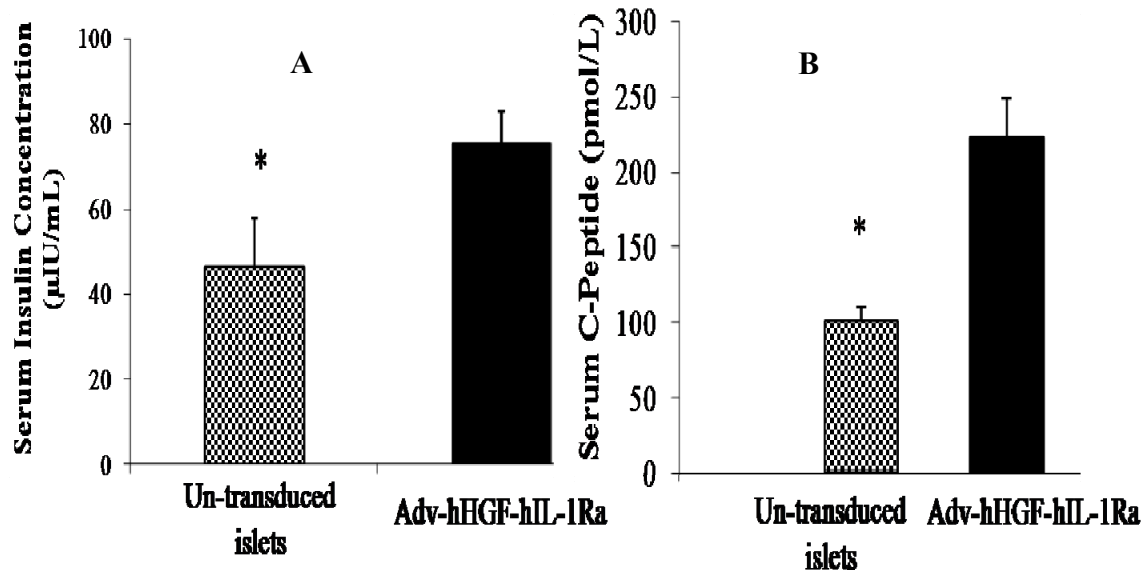 Serum Insulin Concentration
(µIU/mL)
100
80
60
40
20
0
A
*
Un-transduced
islets
Adv-hHGF-hIL-1Ra
Serum C-Peptide (pmol/L)
300
250
200
150
100
50
0
B
*
Un-transduced
islets
Adv-hHGF-hIL-1Ra